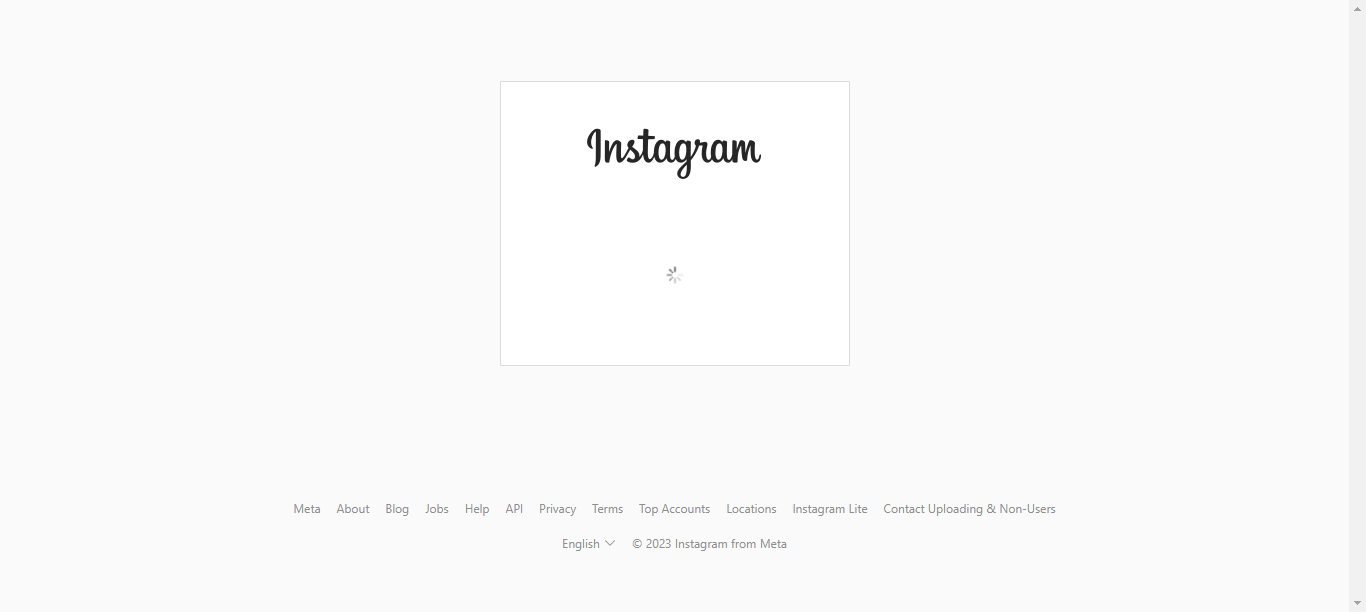 Instagram
Meta About Blog Jobs Help API Privacy Terms Top Accounts Locations Instagram Lite Contact Uploading & Non-Users
English © 2023 Instagram from Meta